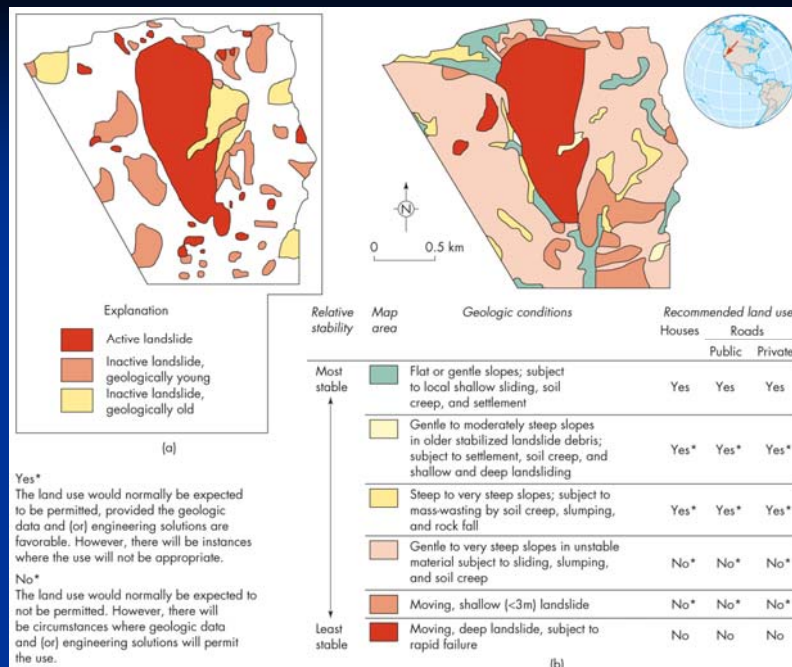 N
0 0.5 km
Explanation
Active landslide
Inactive landslide,
geologically young
Inactive landslide,
geologically old
(a)
Yes*
The land use would normally be expected
to be permitted, provided the geologic
data and (or) engineering solutions are
favorable. However, there will be instances
where the use will not be appropriate.
No*
The land use would normally be expected to
not be permitted. However, there will
be circumstances where geologic data
and (or) engineering solutions will permit
the use.
Relative Map Geologic conditions Recommended land use
stability area Houses Roads
Public Private
Most Flat or gentle slopes; subject
stable to local shallow sliding, soil Yes Yes Yes
creep, and settlement
Gentle to moderately steep slopes
in older stabilized landslide debris; Yes* Yes* Yes*
subject to settlement, soil creep, and
shallow and deep landsliding
Steep to very steep slopes; subject to
mass-wasting by soil creep, slumping, Yes* Yes* Yes*
and rock fall
Gentle to very steep slopes in unstable
material subject to sliding, slumping, No* No* No*
and soil creep
Moving, shallow (<3m) landslide No* No* No*
Least Moving, deep landslide, subject to No No No
stable rapid failure
(b)